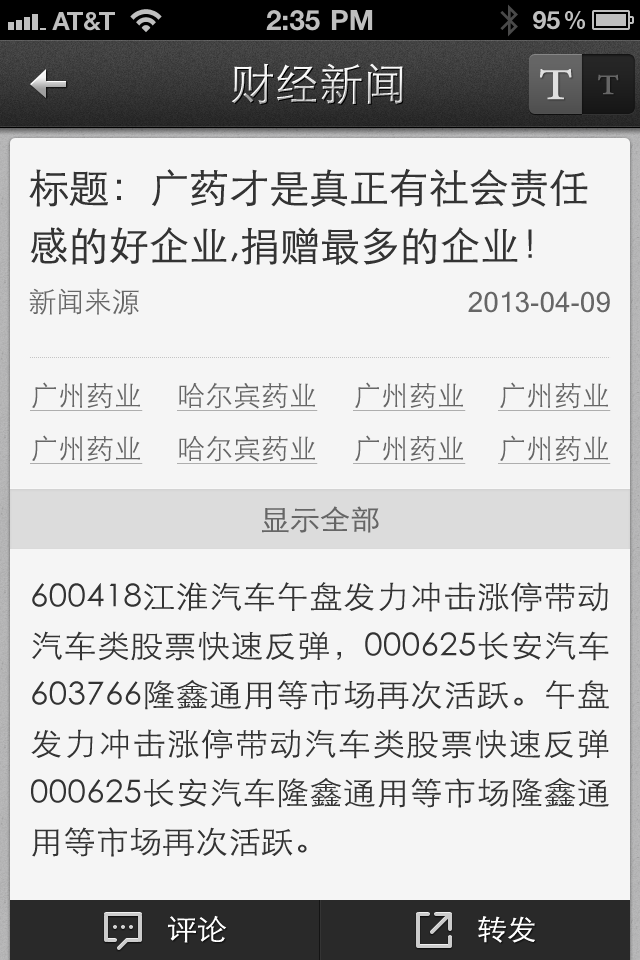 AT&T 2:35 PM 95%
财经新闻 T T
标题：广药才是真正有社会责任
感的好企业,捐赠最多的企业！
新闻来源 2013-04-09
广州药业 哈尔宾药业 广州药业 广州药业
广州药业 哈尔宾药业 广州药业 广州药业
显示全部
600418江淮汽车午盘发力冲击涨停带动
汽车类股票快速反弹，000625长安汽车
603766隆鑫通用等市场再次活跃。午盘
发力冲击涨停带动汽车类股票快速反弹
000625长安汽车隆鑫通用等市场隆鑫通
用等市场再次活跃。
评论 转发